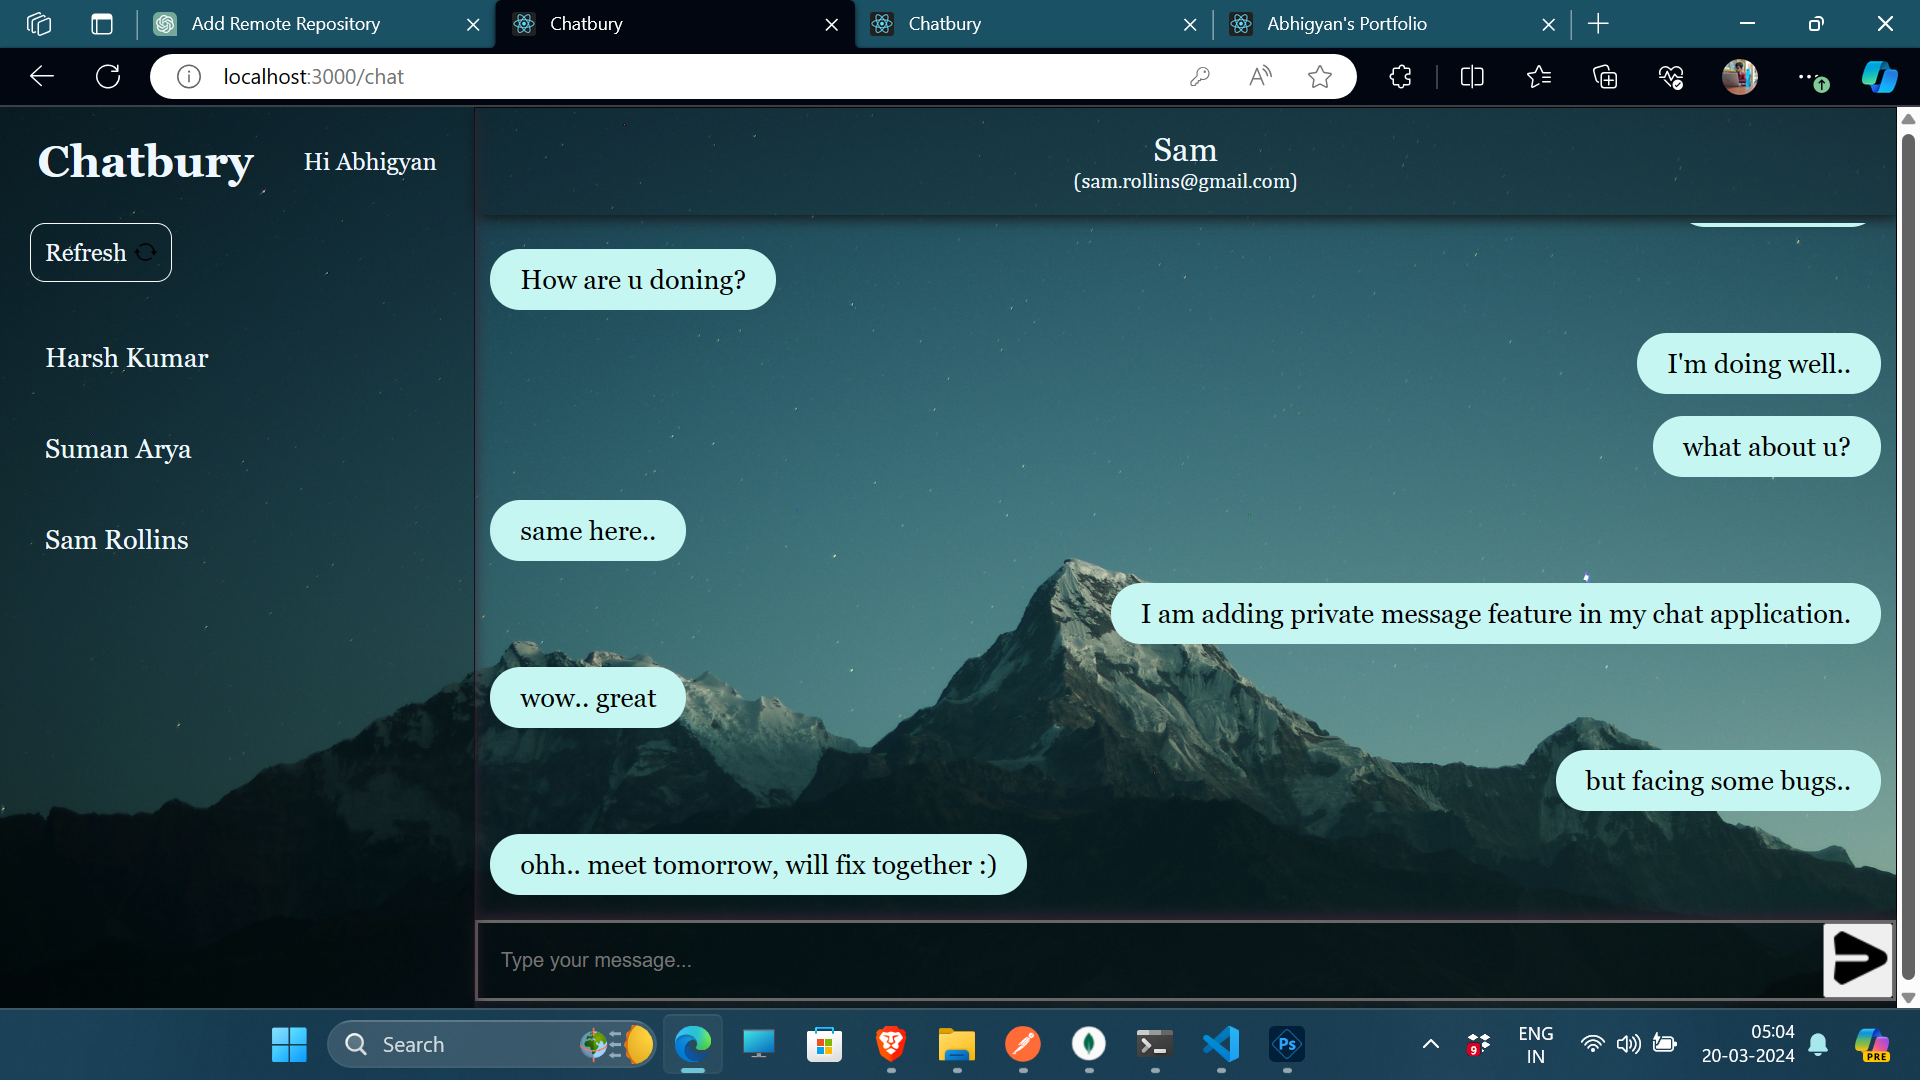 Add Remote Repository
Chatbury
Chatbury
Abhigyan's Portfolio
localhost:3000/chat
Chatbury
Hi Abhigyan
Refresh
Harsh Kumar
Suman Arya
Sam Rollins
Sam
(sam.rollins@gmail.com)
How are u doning?
I'm doing well..
what about u?
same here..
I am adding private message feature in my chat application.
wow.. great
but facing some bugs..
ohh.. meet tomorrow, will fix together :)
Type your message...
Search
Ps
9
ENG
IN
05:04
20-03-2024
PRE